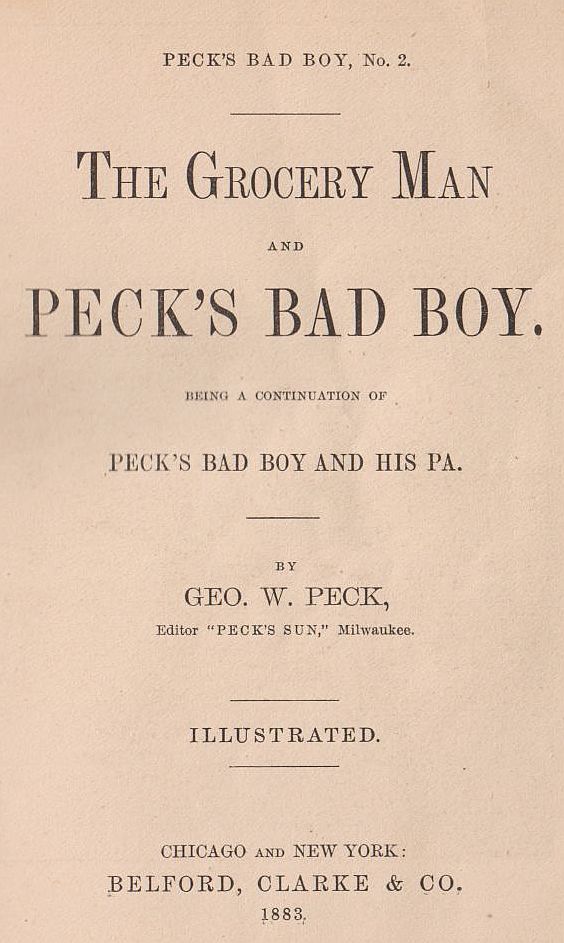 PECK'S BAD BOY, No. 2.
THE GROCERY MAN
AND
PECK'S BAD BOY.
BEING A CONTINUATION OF
PECK'S BAD BOY AND HIS PA.
BY
GEO. W. PECK,
Editor "PECK'S SUN," Milwaukee.
ILLUSTRATED.
CHICAGO AND NEW YORK:
BELFORD, CLARKE & CO.
1883.